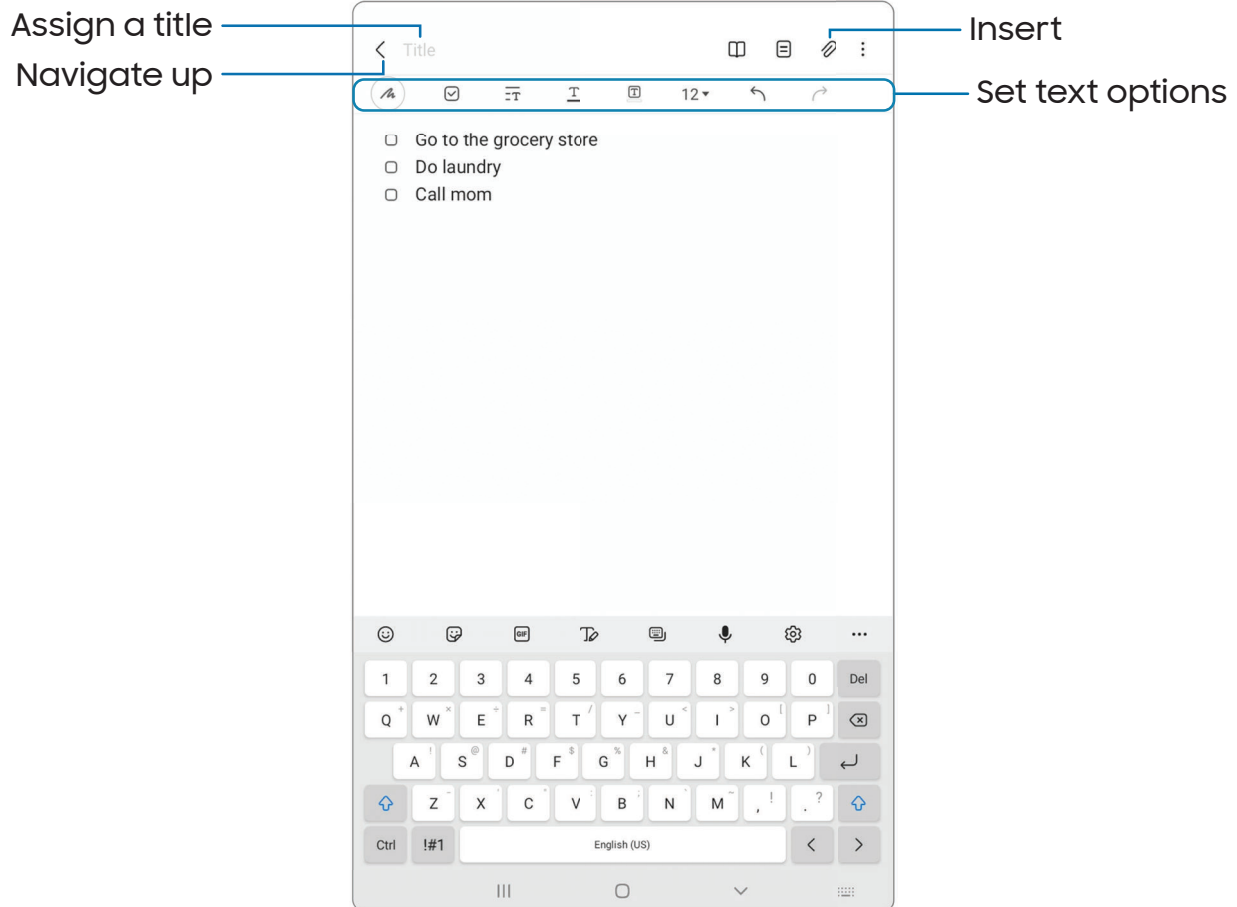 Assign a title
Title
Insert
Navigate up
12
Set text options
Go to the grocery store
Do laundry
Call mom
GIF
1 2 3 4 5 6 7 8 9 0 Del
Q + W × E ÷ R = T / Y _ U < I > O [ P ]
A ! S @ D # F $ G % H & J * K ( L )
Z - X ' C " V : B ; N ` M ~ , ! . ?
Ctrl !#1 English (US) < >